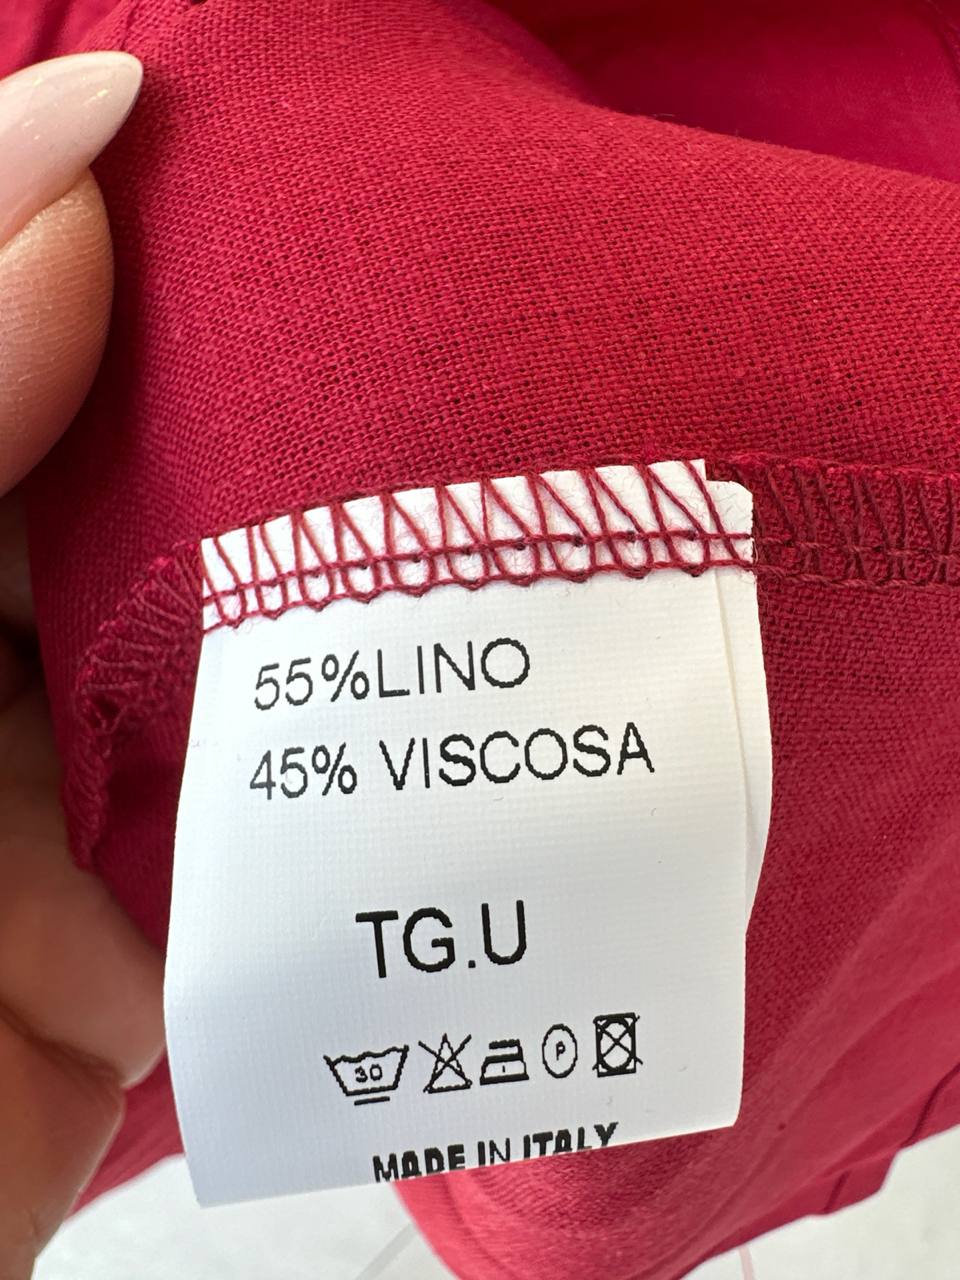 55%LINO
45% VISCOSA
TG.U
30 P
MADE IN ITALY